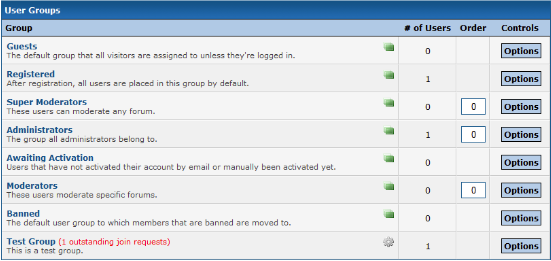 User Groups
Group # of Users Order Controls
Guests
The default group that all visitors are assigned to unless they're logged in.
0 Options
Registered
After registration, all users are placed in this group by default.
1 Options
Super Moderators
These users can moderate any forum.
0 0 Options
Administrators
The group all administrators belong to.
1 0 Options
Awaiting Activation
Users that have not activated their account by email or manually been activated yet.
0 Options
Moderators
These users moderate specific forums.
0 0 Options
Banned
The default user group to which members that are banned are moved to.
0 Options
Test Group (1 outstanding join requests)
This is a test group.
1 Options